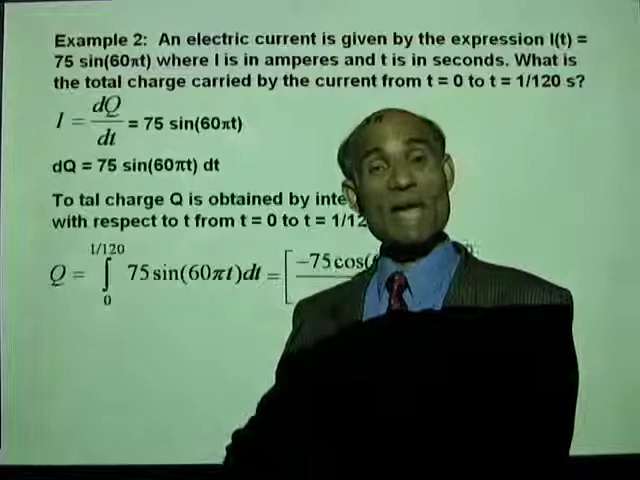 Example 2: An electric current is given by the expression I(t) =
75 sin(60πt) where I is in amperes and t is in seconds. What is
the total charge carried by the current from t = 0 to t = 1/120 s?
I = dQ/dt = 75 sin(60πt)
dQ = 75 sin(60πt) dt
To tal charge Q is obtained by inte
with respect to t from t = 0 to t = 1/12
Q = ∫_0^{1/120} 75 sin(60πt)dt = [ −75 cos(